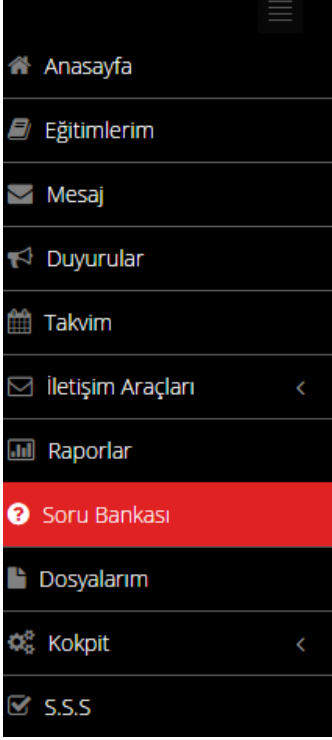 Anasayfa
Eğitimlerim
Mesaj
Duyurular
Takvim
İletişim Araçları
Raporlar
Soru Bankası
Dosyalarım
Kokpit
S.S.S